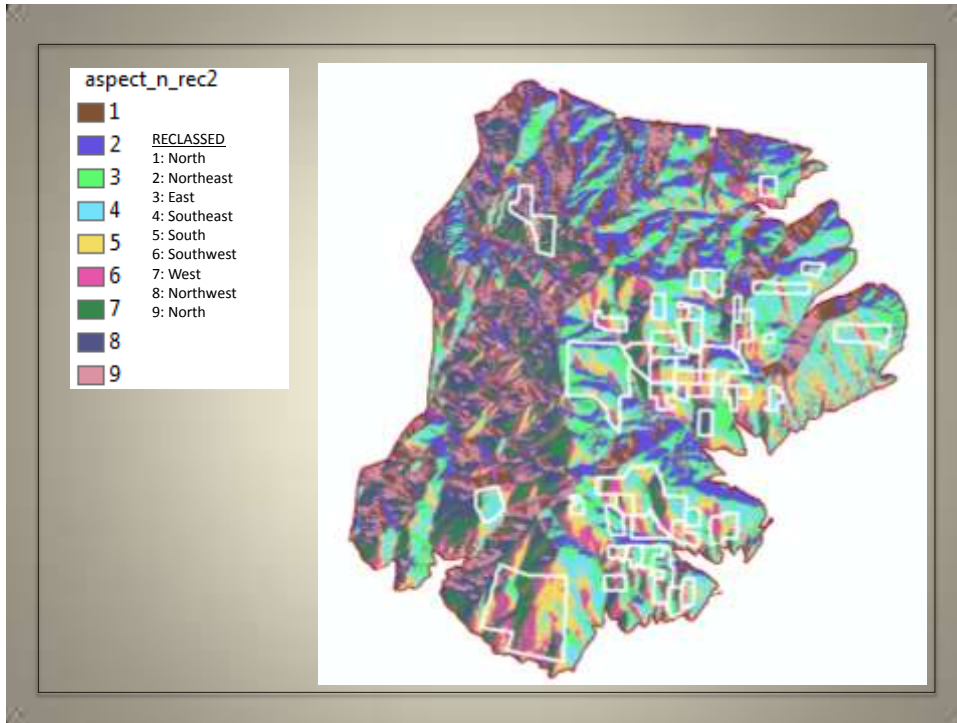 aspect_n_rec2
1
2
3
4
5
6
7
8
9
RECLASSED
1: North
2: Northeast
3: East
4: Southeast
5: South
6: Southwest
7: West
8: Northwest
9: North